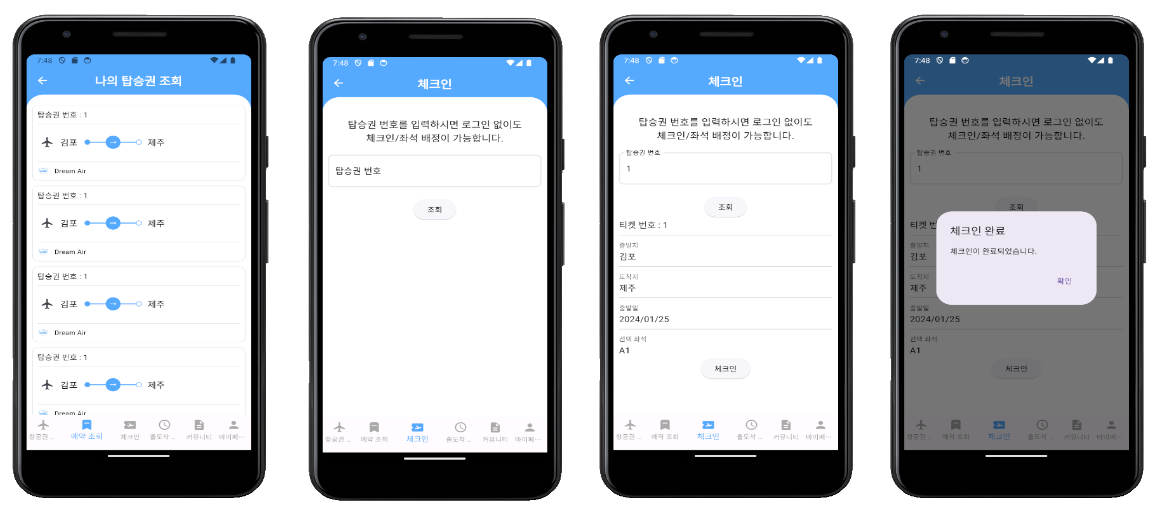 7:48
나의 탑승권 조회
탑승권 번호 : 1
김포
제주
Dream Air
탑승권 번호 : 1
김포
제주
Dream Air
탑승권 번호 : 1
김포
제주
Dream Air
탑승권 번호 : 1
김포
제주
Dream Air
항공권 ...
예약 조회
체크인
출도착 ...
커뮤니티
마이페...
7:48
체크인
탑승권 번호를 입력하시면 로그인 없이도
체크인/좌석 배정이 가능합니다.
탑승권 번호
조회
항공권 ...
예약 조회
체크인
출도착 ...
커뮤니티
마이페...
7:48
체크인
탑승권 번호를 입력하시면 로그인 없이도
체크인/좌석 배정이 가능합니다.
탑승권 번호
1
조회
티켓 번호 : 1
출발지
김포
도착지
제주
출발일
2024/01/25
선택 좌석
A1
체크인
항공권 ...
예약 조회
체크인
출도착 ...
커뮤니티
마이페...
7:48
체크인
탑승권 번호를 입력하시면 로그인 없이도
체크인/좌석 배정이 가능합니다.
탑승권 번호
1
조회
티켓 번
체크인 완료
체크인이 완료되었습니다.
확인
출발지
김포
도착지
제주
출발일
2024/01/25
선택 좌석
A1
체크인
항공권 ...
예약 조회
체크인
출도착 ...
커뮤니티
마이페...